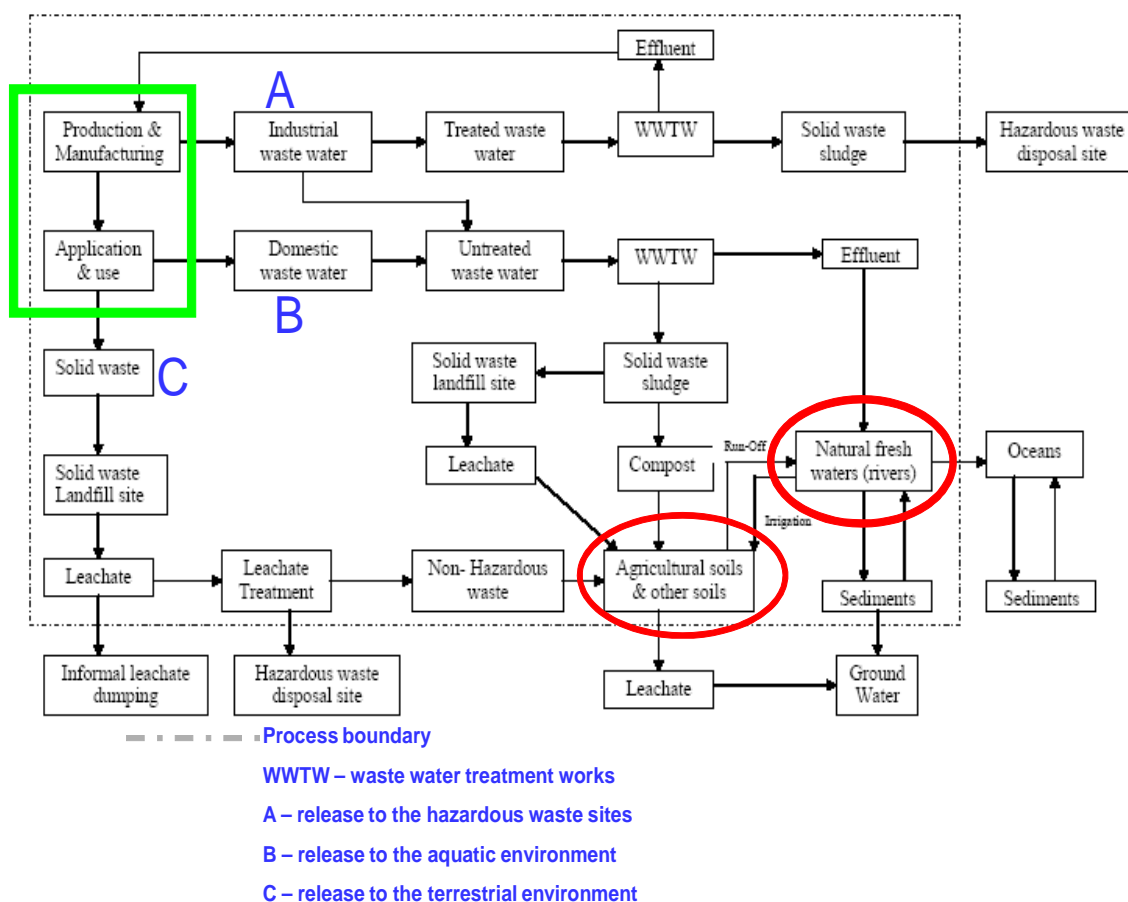 Effluent
A
Production &
Manufacturing
Industrial
waste water
Treated waste
water
WWTW
Solid waste
sludge
Hazardous waste
disposal site
Application
& use
Domestic
waste water
Untreated
waste water
WWTW
Effluent
B
Solid waste
C
Solid waste
landfill site
Solid waste
sludge
Solid waste
Landfill site
Leachate
Compost
Run-Off
Natural fresh
waters (rivers)
Oceans
Irrigation
Leachate
Leachate
Treatment
Non- Hazardous
waste
Agricultural soils
& other soils
Sediments
Sediments
Informal leachate
dumping
Hazardous waste
disposal site
Leachate
Ground
Water
Process boundary
WWTW – waste water treatment works
A – release to the hazardous waste sites
B – release to the aquatic environment
C – release to the terrestrial environment